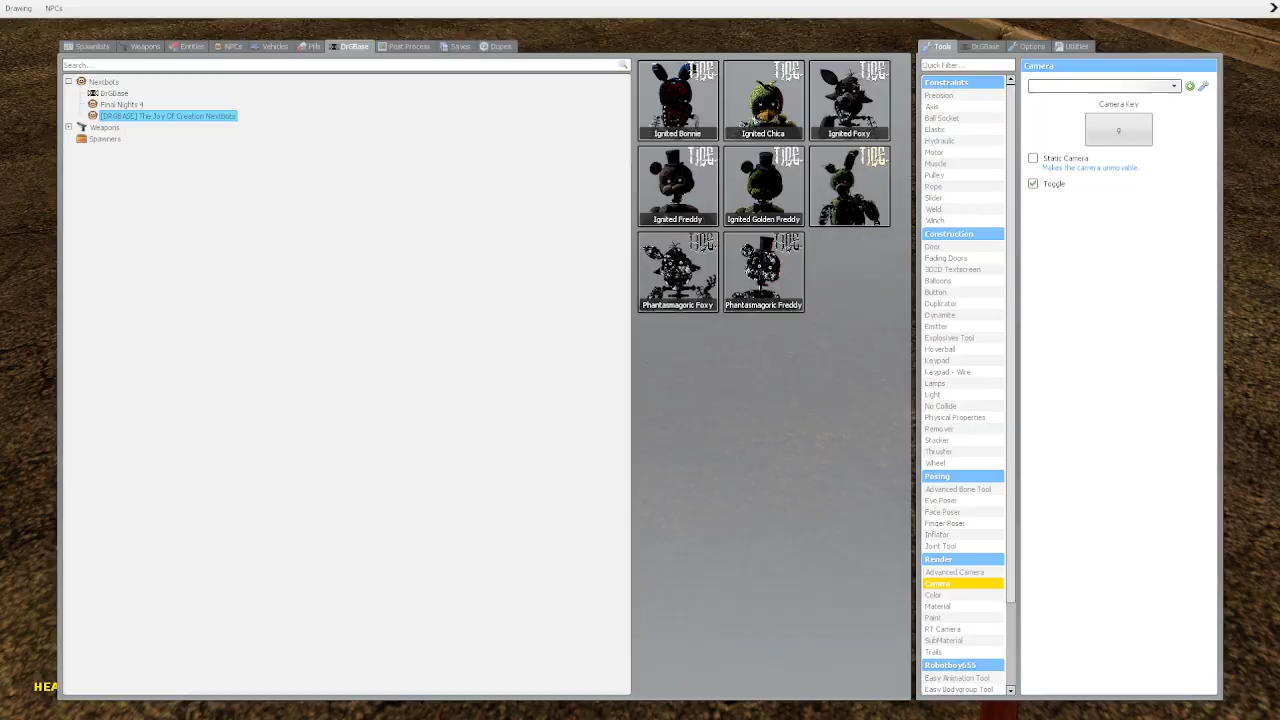 Drawing NPCs
Spawnlists Weapons Entities NPCs Vehicles Pills DrGBase Post Process Saves Dupes
Search...
Nextbots
DrGBase
Final Nights 4
[DRGBASE] The Joy Of Creation Nextbots
Weapons
Spawners
Ignited Bonnie
Ignited Chica
Ignited Foxy
Ignited Freddy
Ignited Golden Freddy
Phantasmagoric Foxy
Phantasmagoric Freddy
Tools DrGBase Options Utilities
Quick Filter...
Constraints
Precision
Axis
Ball Socket
Elastic
Hydraulic
Motor
Muscle
Pulley
Rope
Slider
Weld
Winch
Construction
Door
Fading Doors
3D2D Textscreen
Balloons
Button
Duplicator
Dynamite
Emitter
Explosives Tool
Hoverball
Keypad
Keypad - Wire
Lamps
Light
No Collide
Physical Properties
Remover
Stacker
Thruster
Wheel
Posing
Advanced Bone Tool
Eye Poser
Face Poser
Finger Poser
Inflator
Joint Tool
Render
Advanced Camera
Camera
Color
Material
Paint
RT Camera
SubMaterial
Trails
Robotboy655
Easy Animation Tool
Easy Bodygroup Tool
Camera
Camera Key
g
Static Camera
Makes the camera unmovable.
Toggle
HEA